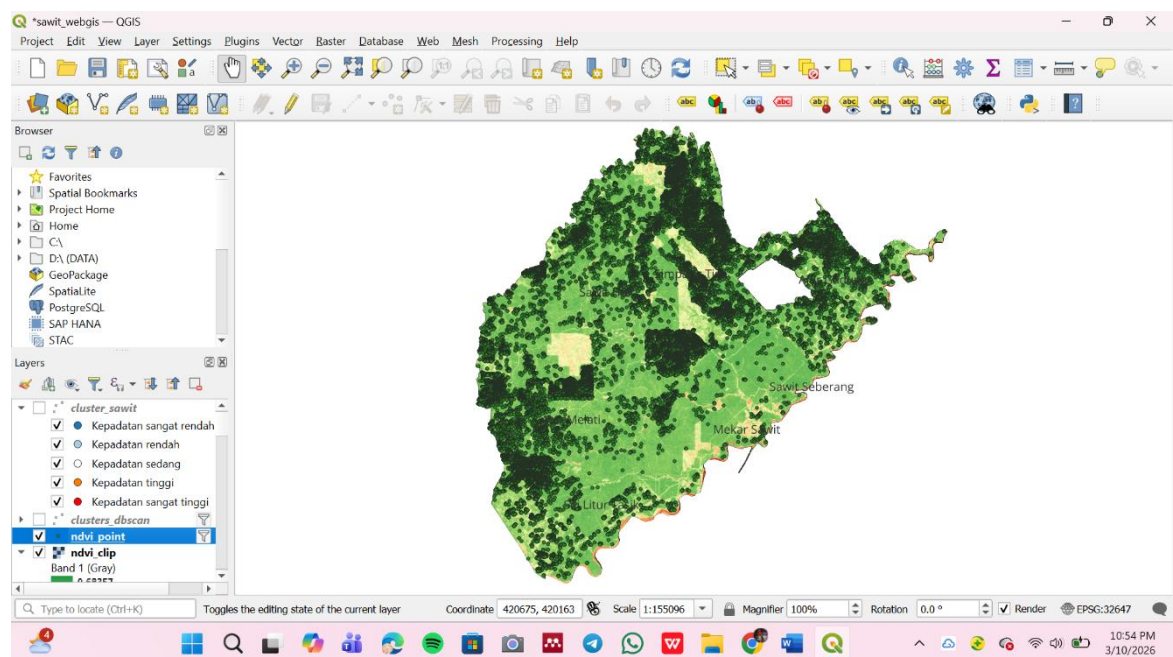 *sawit_webgis — QGIS
Project Edit View Layer Settings Plugins Vector Raster Database Web Mesh Processing Help
Browser
Favorites
Spatial Bookmarks
Project Home
Home
C:\
D:\ (DATA)
GeoPackage
SpatiaLite
PostgreSQL
SAP HANA
STAC
Layers
cluster_sawit
Kepadatan sangat rendah
Kepadatan rendah
Kepadatan sedang
Kepadatan tinggi
Kepadatan sangat tinggi
clusters_dbscan
ndvi_point
ndvi_clip
Band 1 (Gray)
Sawit Seberang
Mekar Sawit
Melati
Type to locate (Ctrl+K) Toggles the editing state of the current layer Coordinate 420675, 420163 Scale 1:155096 Magnifier 100% Rotation 0.0 ° Render EPSG:32647
10:54 PM
3/10/2026